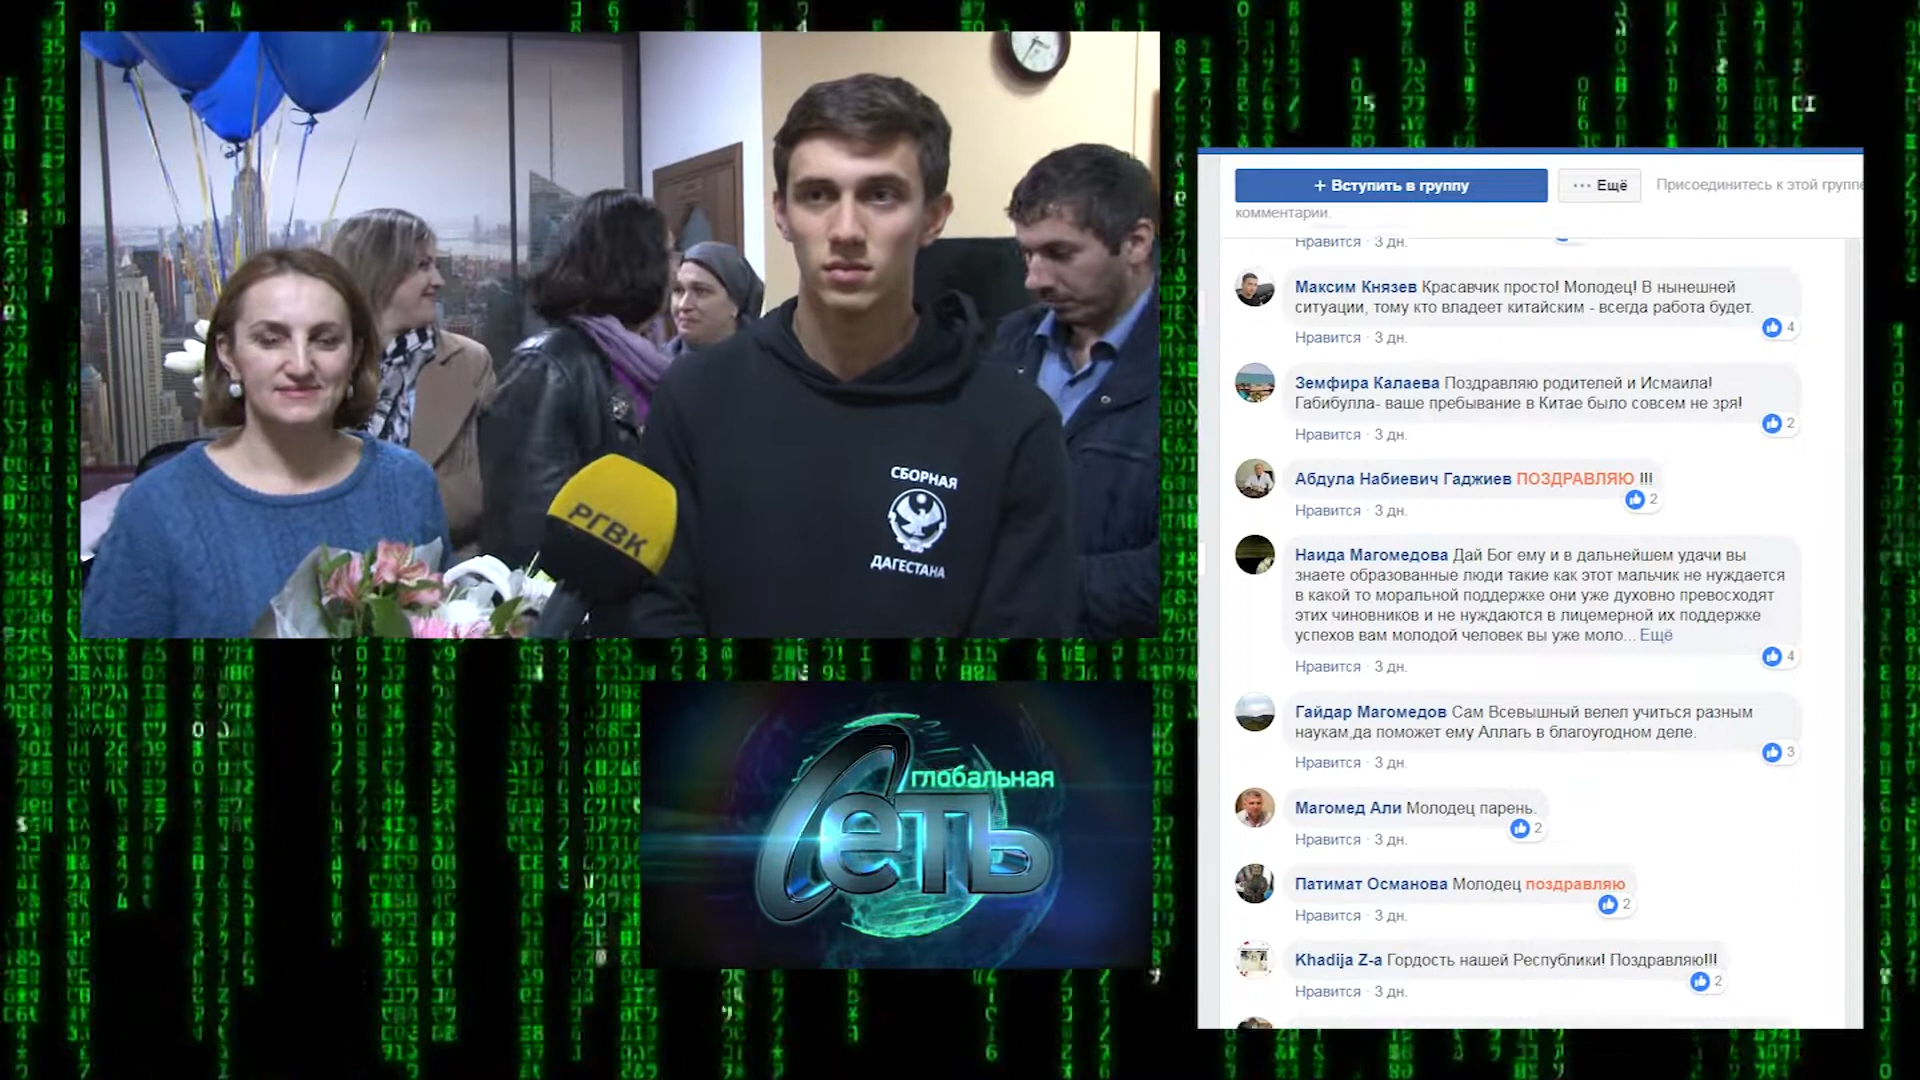 СБОРНАЯ
ДАГЕСТАНА
РГВК
глобальная
Сеть
+ Вступить в группу
··· Ещё
Присоединитесь к этой группе
комментарии.
Нравится · 3 дн.
Максим Князев Красавчик просто! Молодец! В нынешней
ситуации, тому кто владеет китайским - всегда работа будет.
4
Нравится · 3 дн.
Земфира Калаева Поздравляю родителей и Исмаила!
Габибулла- ваше пребывание в Китае было совсем не зря!
2
Нравится · 3 дн.
Абдула Набиевич Гаджиев ПОЗДРАВЛЯЮ !!!
2
Нравится · 3 дн.
Наида Магомедова Дай Бог ему и в дальнейшем удачи вы
знаете образованные люди такие как этот мальчик не нуждается
в какой то моральной поддержке они уже духовно превосходят
этих чиновников и не нуждаются в лицемерной их поддержке
успехов вам молодой человек вы уже моло... Ещё
4
Нравится · 3 дн.
Гайдар Магомедов Сам Всевышный велел учиться разным
наукам,да поможет ему Аллагь в благоугодном деле.
3
Нравится · 3 дн.
Магомед Али Молодец парень.
2
Нравится · 3 дн.
Патимат Османова Молодец поздравляю
2
Нравится · 3 дн.
Khadija Z-a Гордость нашей Республики! Поздравляю!!!
2
Нравится · 3 дн.